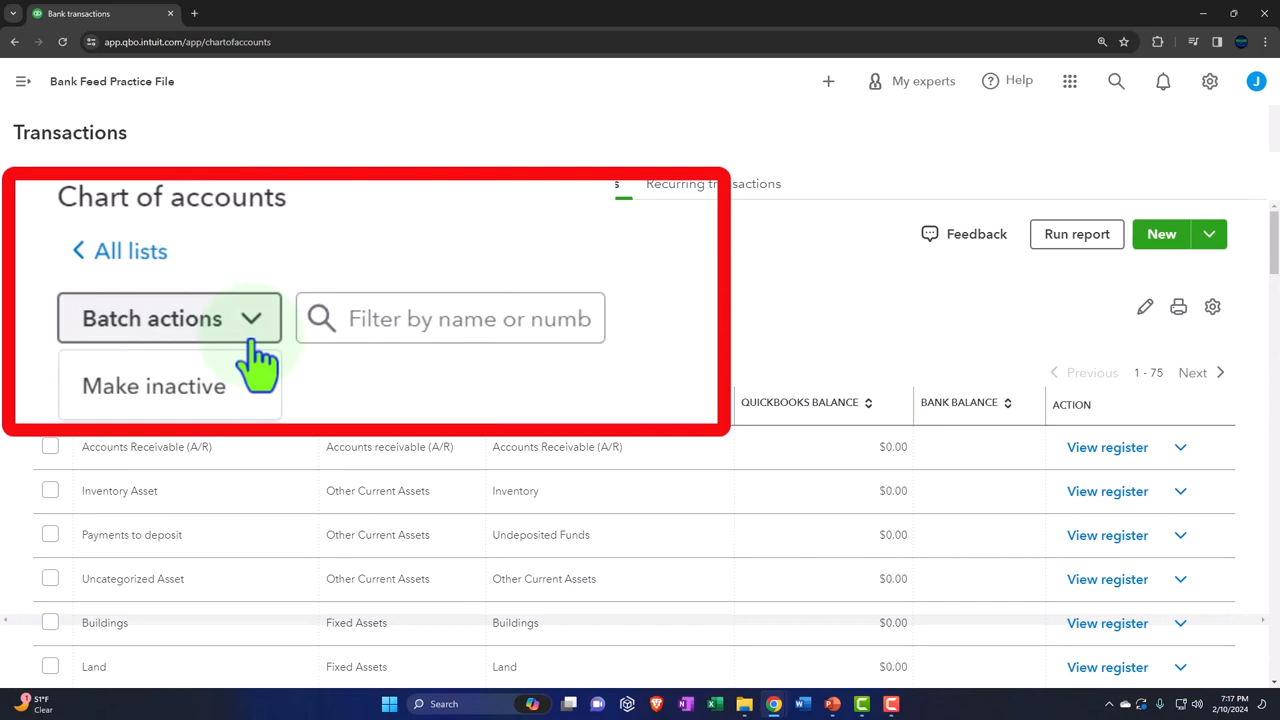 Bank transactions
app.qbo.intuit.com/app/chartofaccounts
Bank Feed Practice File
My experts
Help
J
Transactions
Recurring transactions
Chart of accounts
All lists
Feedback
Run report
New
Batch actions
Filter by name or numb
Make inactive
Previous 1 - 75 Next
QUICKBOOKS BALANCE BANK BALANCE ACTION
Accounts Receivable (A/R) Accounts receivable (A/R) Accounts Receivable (A/R) $0.00 View register
Inventory Asset Other Current Assets Inventory $0.00 View register
Payments to deposit Other Current Assets Undeposited Funds $0.00 View register
Uncategorized Asset Other Current Assets Other Current Assets $0.00 View register
Buildings Fixed Assets Buildings $0.00 View register
Land Fixed Assets Land $0.00 View register
51°F
Clear
Search
7:17 PM
2/10/2024